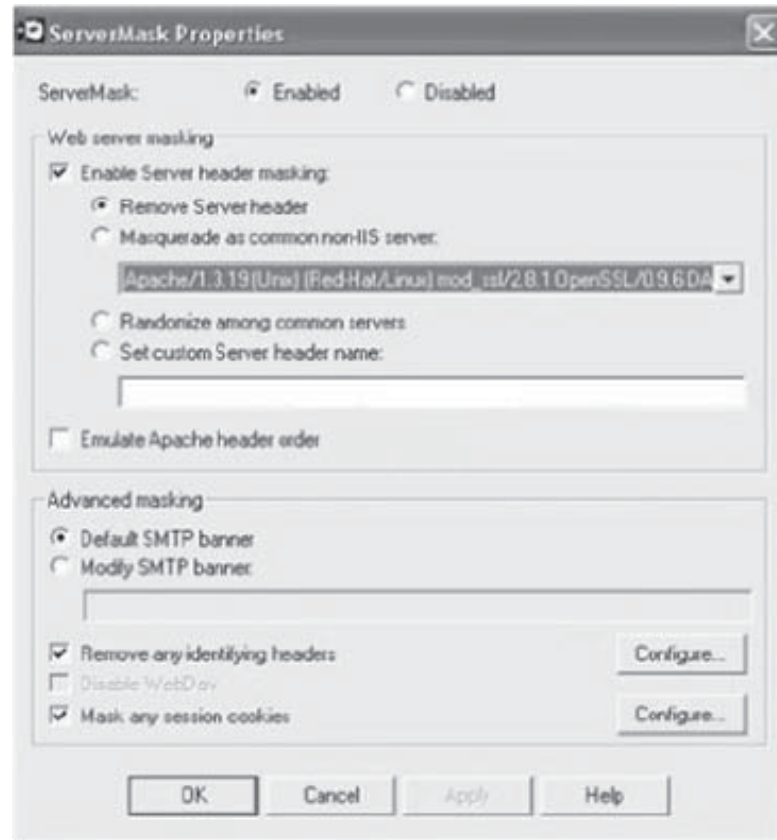 ServerMask Properties
ServerMask: Enabled Disabled
Web server masking
Enable Server header masking:
Remove Server header
Masquerade as common non-IIS server:
Apache/1.3.19 (Unix) (Red-Hat/Linux) mod_ssl/2.8.1 OpenSSL/0.9.6 DA
Randomize among common servers
Set custom Server header name:
Emulate Apache header order
Advanced masking
Default SMTP banner
Modify SMTP banner:
Remove any identifying headers Configure...
Disable WebDav
Mask any session cookies Configure...
OK Cancel Apply Help